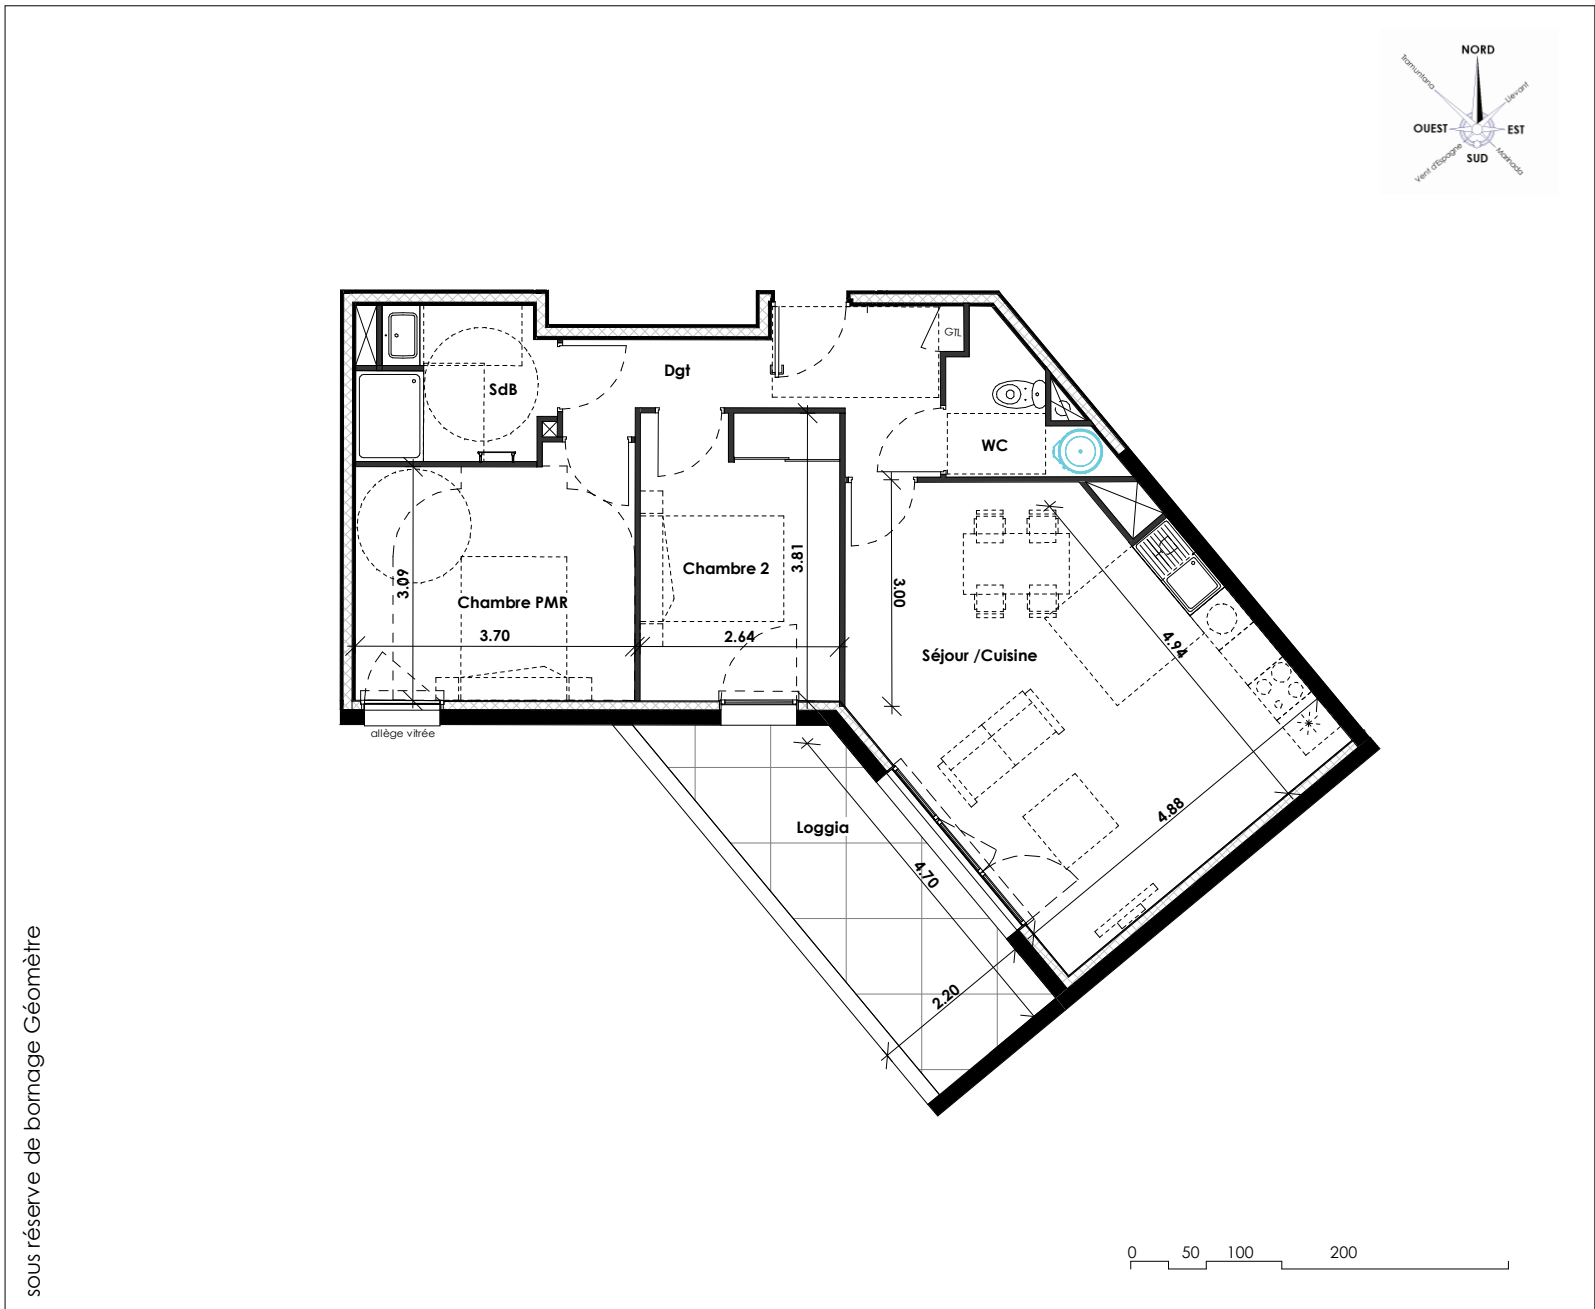 NORD
Tramuntana
Llevant
OUEST
EST
Vent d'Espagne
SUD
Marinada
GTL
Dgt
SdB
WC
3.81
Chambre 2
3.09
3.00
Chambre PMR
3.70
2.64
4.94
Séjour /Cuisine
allège vitrée
4.88
Loggia
4.70
2.20
sous réserve de bornage Géomètre
0 50 100 200